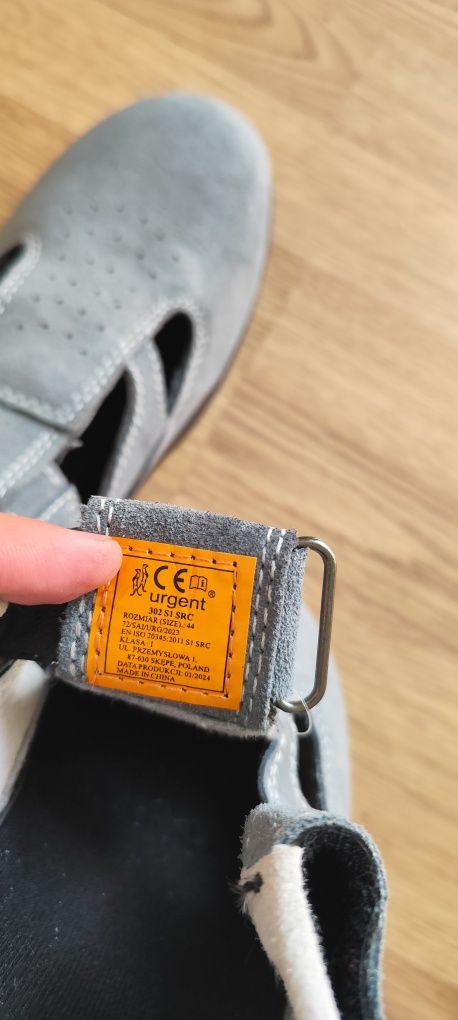 CE
urgent®
302 S1 SRC
ROZMIAR (SIZE).: 44
72/SAI/URG/2023
EN ISO 20345:2011 S1 SRC
KLASA: I
UL. PRZEMYSŁOWA 1,
87-630 SKĘPE, POLAND
DATA PRODUKCJI: 01/2024
MADE IN CHINA